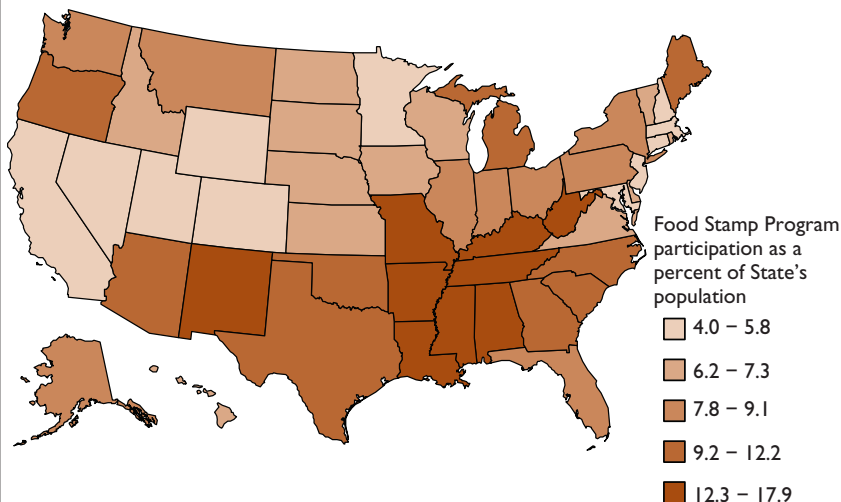 Food Stamp Program
participation as a
percent of State's
population
4.0 – 5.8
6.2 – 7.3
7.8 – 9.1
9.2 – 12.2
12.3 – 17.9